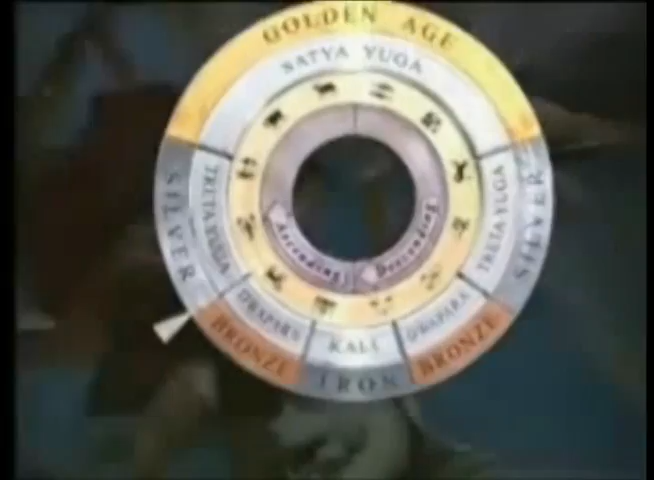 GOLDEN AGE
SATYA YUGA
SILVER
TRETA YUGA
TRETA YUGA
SILVER
Ascending
Descending
DWAPARA
KALI
DWAPARA
BRONZE
IRON
BRONZE